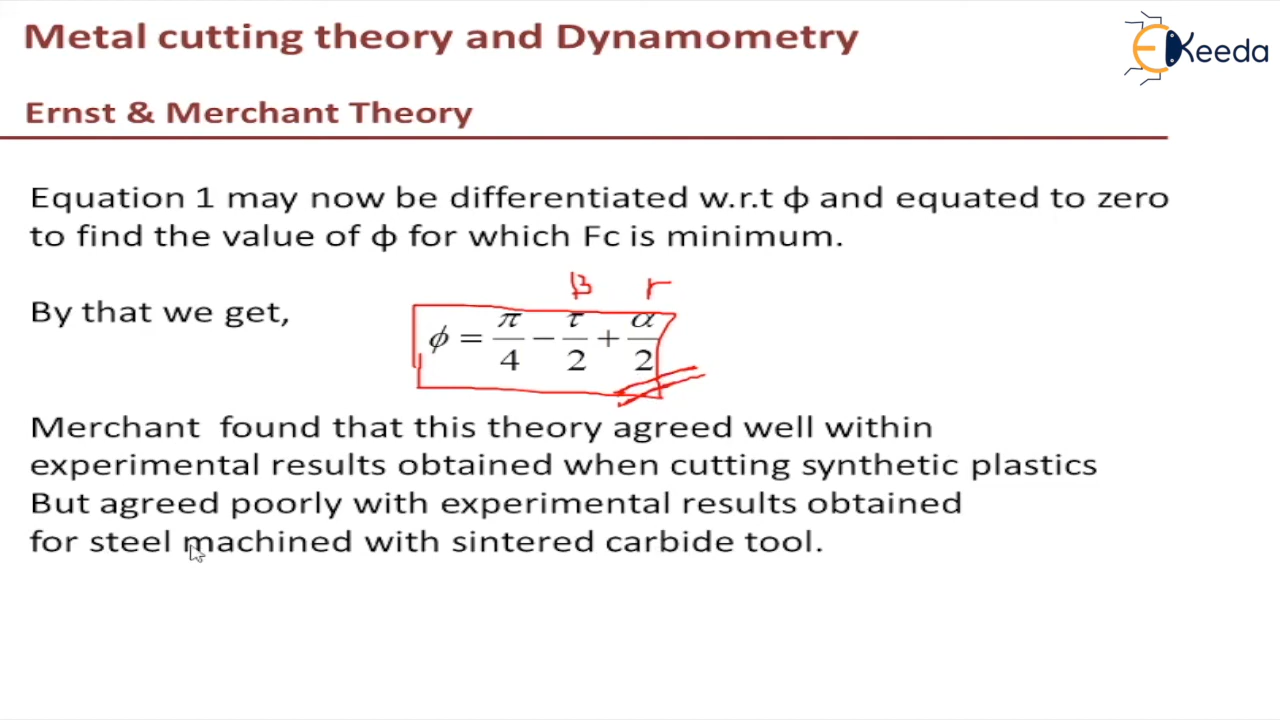 Metal cutting theory and Dynamometry
EKeeda
Ernst & Merchant Theory
Equation 1 may now be differentiated w.r.t ϕ and equated to zero
to find the value of ϕ for which Fc is minimum.
β r
By that we get, ϕ = π/4 − τ/2 + α/2
Merchant found that this theory agreed well within
experimental results obtained when cutting synthetic plastics
But agreed poorly with experimental results obtained
for steel machined with sintered carbide tool.